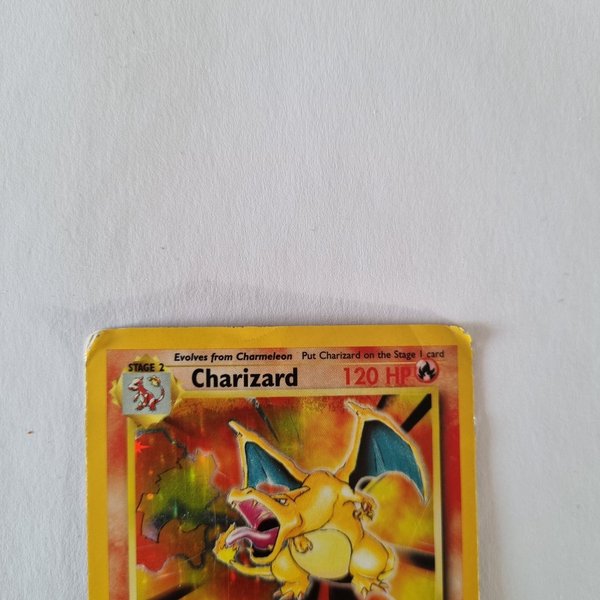 Evolves from Charmeleon Put Charizard on the Stage 1 card
STAGE 2
Charizard 120 HP